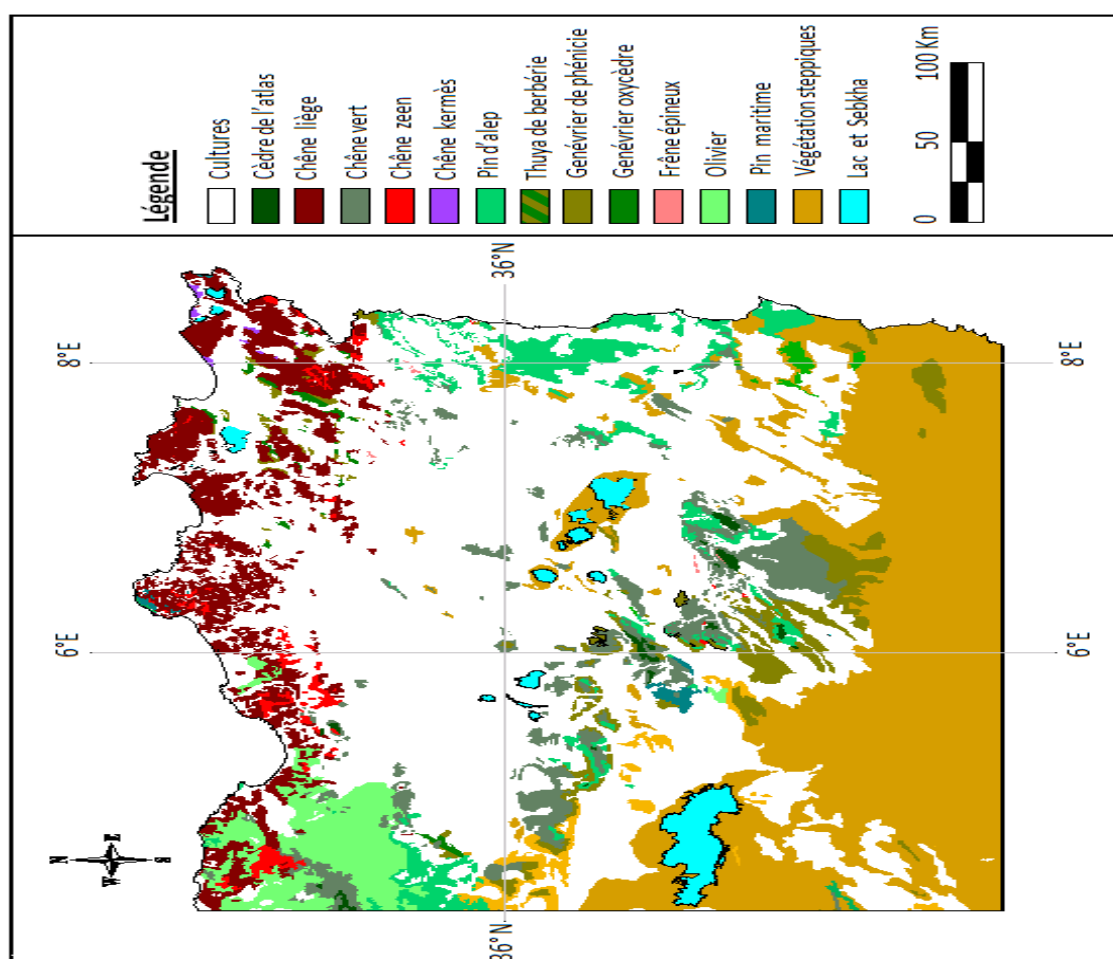 Légende
Cultures
Cèdre de l'atlas
Chêne liège
Chêne vert
Chêne zeen
Chêne kermès
Pin d'alep
Thuya de berbérie
Genévrier de phénicie
Genévrier oxycèdre
Frêne épineux
Olivier
Pin maritime
Végétation steppiques
Lac et Sebkha
0 50 100 Km
N
W E
S
36°N
8°E
8°E
6°E
6°E
36°N